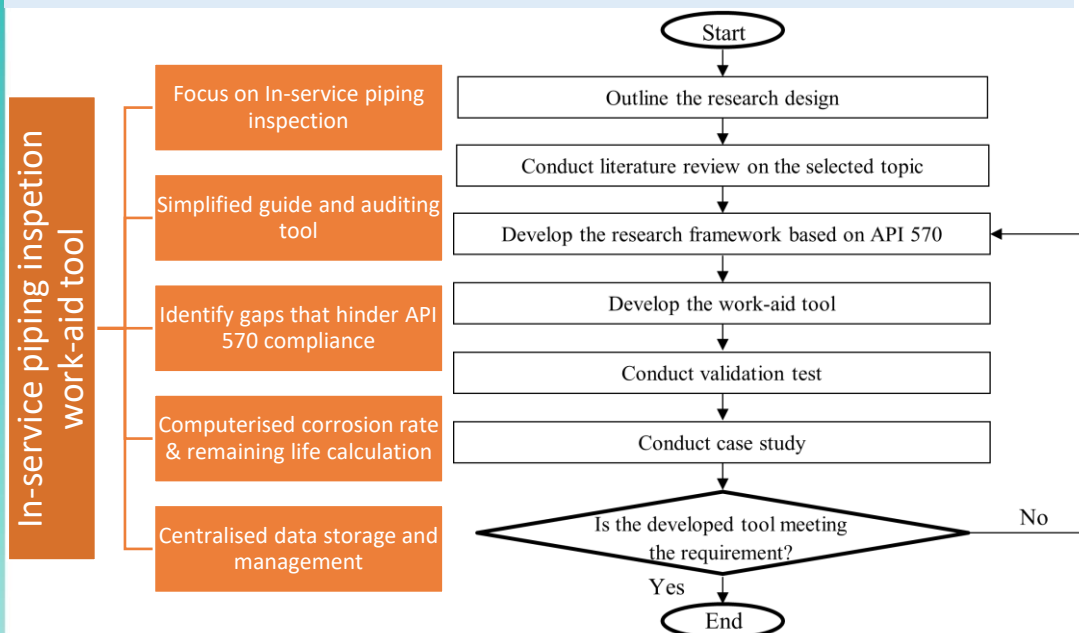 In-service piping inspetion
work-aid tool
Focus on In-service piping
inspection
Simplified guide and auditing
tool
Identify gaps that hinder API
570 compliance
Computerised corrosion rate
& remaining life calculation
Centralised data storage and
management
Start
Outline the research design
Conduct literature review on the selected topic
Develop the research framework based on API 570
Develop the work-aid tool
Conduct validation test
Conduct case study
Is the developed tool meeting
the requirement?
No
Yes
End